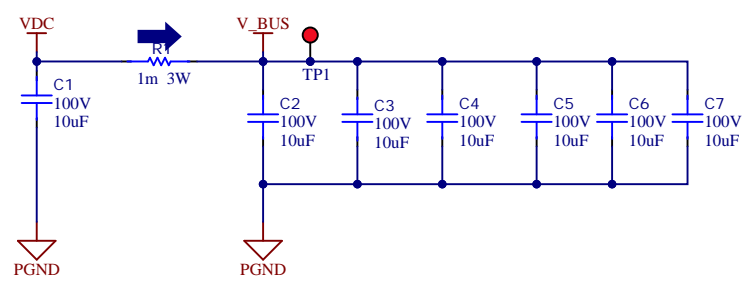 VDC
R1
1m 3W
C1
100V
10uF
PGND
V_BUS
TP1
C2
100V
10uF
C3
100V
10uF
C4
100V
10uF
C5
100V
10uF
C6
100V
10uF
C7
100V
10uF
PGND